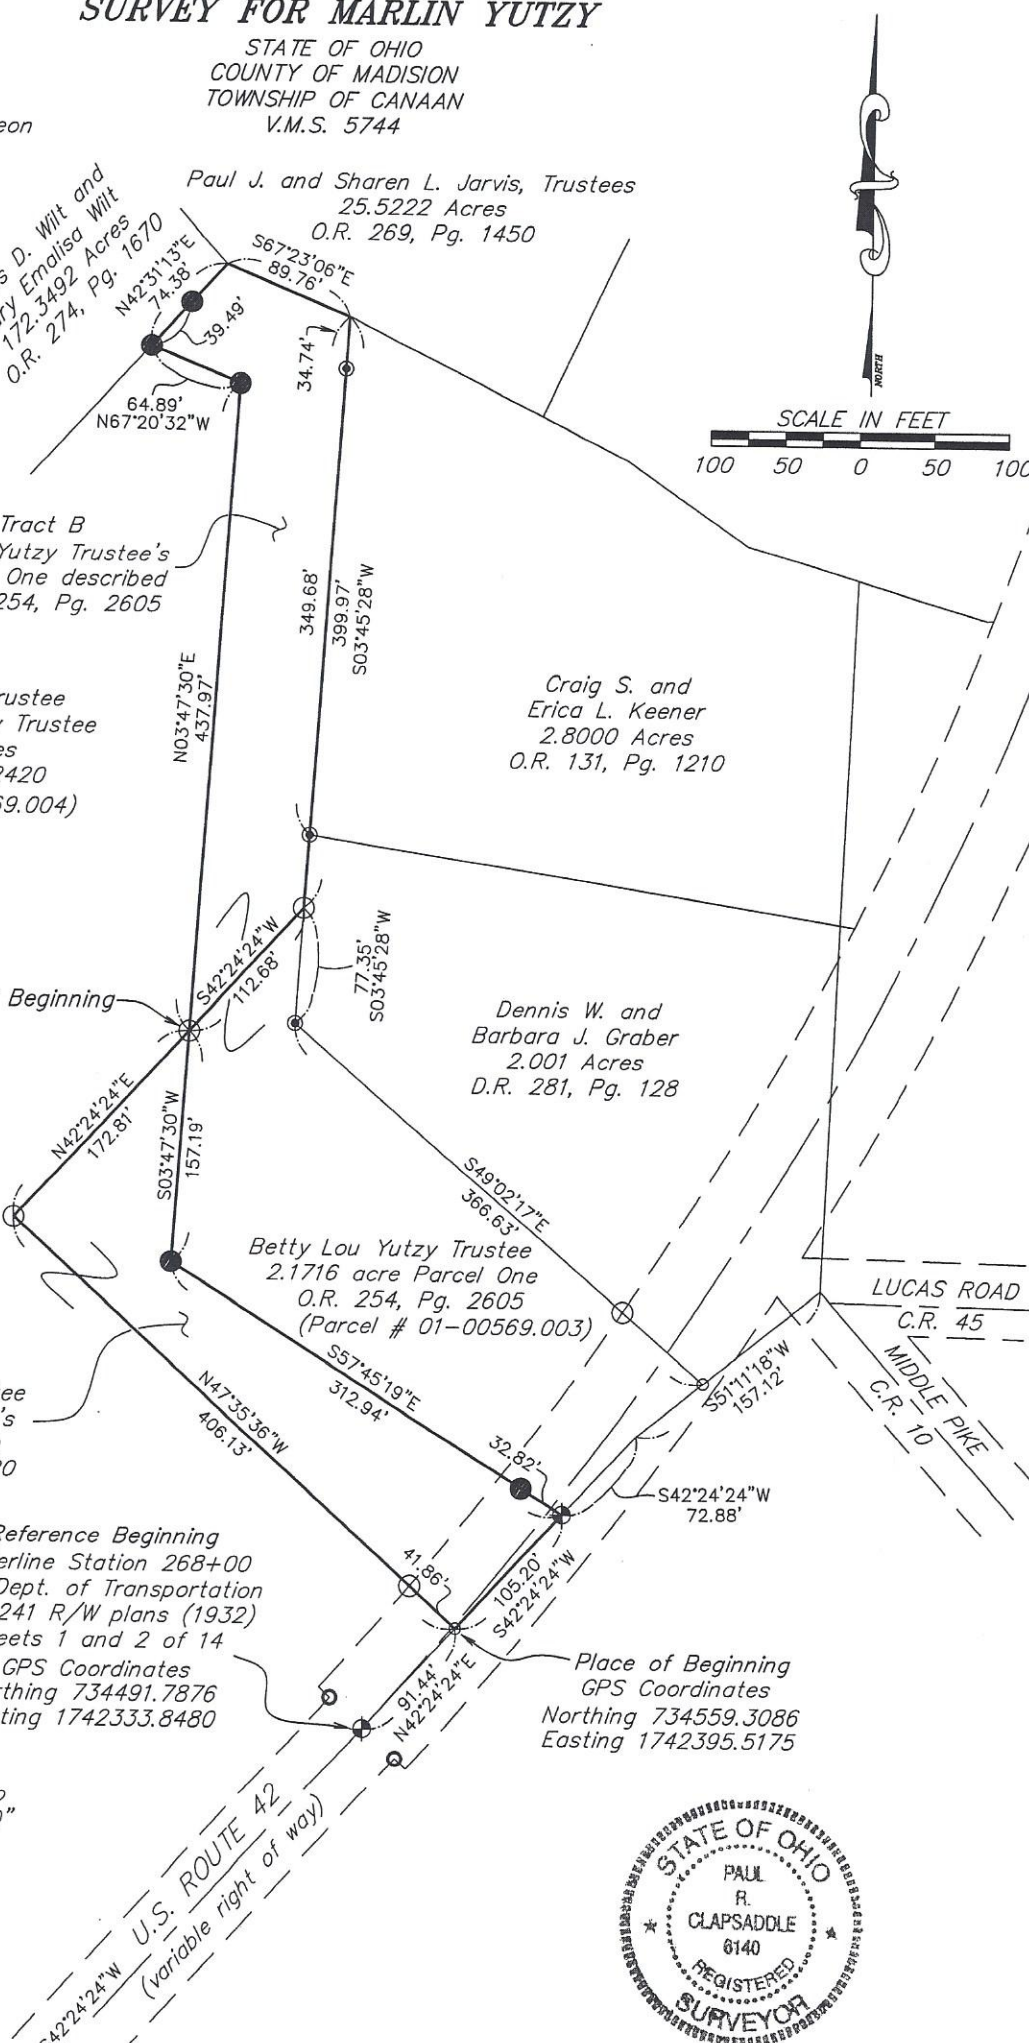 SURVEY FOR MARLIN YUTZY
STATE OF OHIO
COUNTY OF MADISION
TOWNSHIP OF CANAAN
V.M.S. 5744
Paul J. and Sharen L. Jarvis, Trustees
25.5222 Acres
O.R. 269, Pg. 1450
D. Wilt and
Emalisa Wilt
172.3492 Acres
O.R. 274, Pg. 1670
N42°31'13"E
74.38'
39.49'
S67°23'06"E
89.76'
34.74'
64.89'
N67°20'32"W
NORTH
SCALE IN FEET
100 50 0 50 100
Tract B
Yutzy Trustee's
One described
254, Pg. 2605
349.68'
399.97'
S03°45'28"W
N03°47'30"E
437.97'
Trustee
Trustee
2420
69.004)
Craig S. and
Erica L. Keener
2.8000 Acres
O.R. 131, Pg. 1210
S42°24'24"W
112.68'
77.35'
S03°45'28"W
Beginning
Dennis W. and
Barbara J. Graber
2.001 Acres
D.R. 281, Pg. 128
N42°24'24"E
172.81'
S03°47'30"W
157.19'
S49°02'17"E
366.63'
Betty Lou Yutzy Trustee
2.1716 acre Parcel One
O.R. 254, Pg. 2605
(Parcel # 01-00569.003)
LUCAS ROAD
C.R. 45
MIDDLE PIKE
C.R. 10
S51°11'18"W
157.12'
S57°45'19"E
312.94'
N47°35'36"W
406.13'
32.82'
S42°24'24"W
72.88'
41.86'
105.20'
S42°24'24"W
Reference Beginning
Station 268+00
Dept. of Transportation
241 R/W plans (1932)
1 and 2 of 14
GPS Coordinates
734491.7876
1742333.8480
91.44'
N42°24'24"E
Place of Beginning
GPS Coordinates
Northing 734559.3086
Easting 1742395.5175
U.S. ROUTE 42
(variable right of way)
S42°24'24"W
STATE OF OHIO
PAUL
R.
CLAPSADDLE
6140
REGISTERED
SURVEYOR